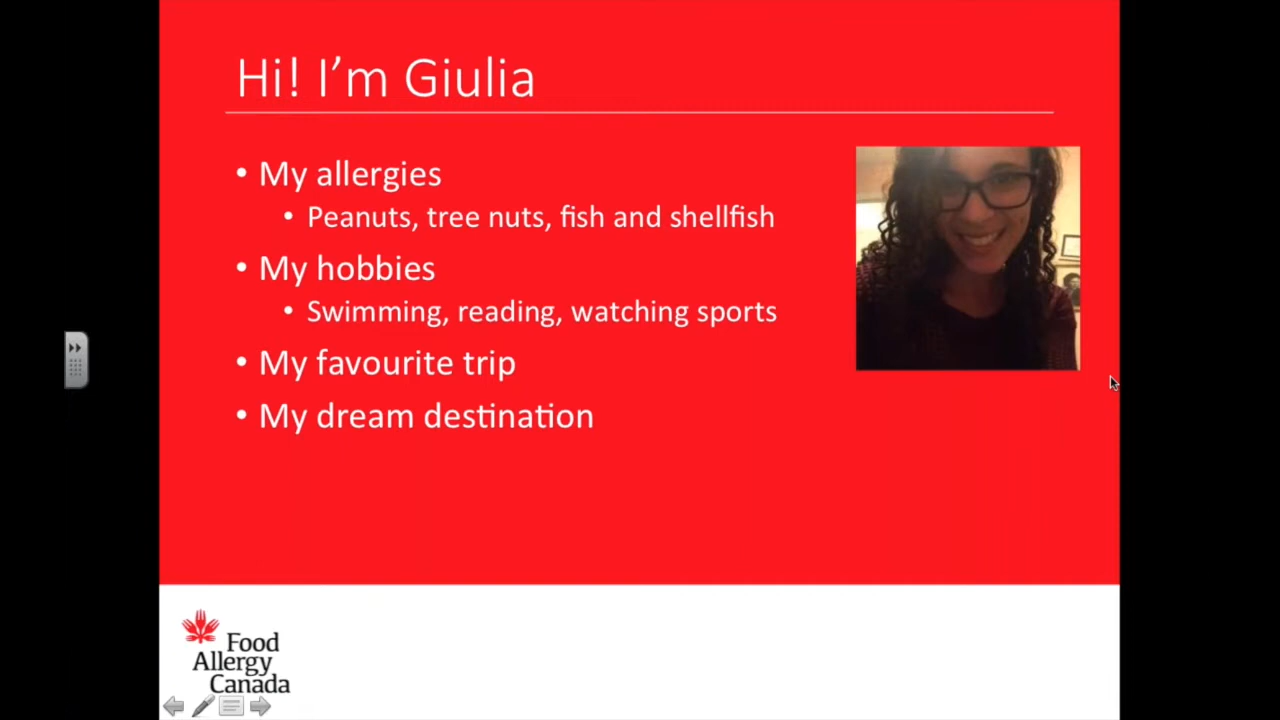 Hi! I’m Giulia
• My allergies
• Peanuts, tree nuts, fish and shellfish
• My hobbies
• Swimming, reading, watching sports
• My favourite trip
• My dream destination
Food
Allergy
Canada